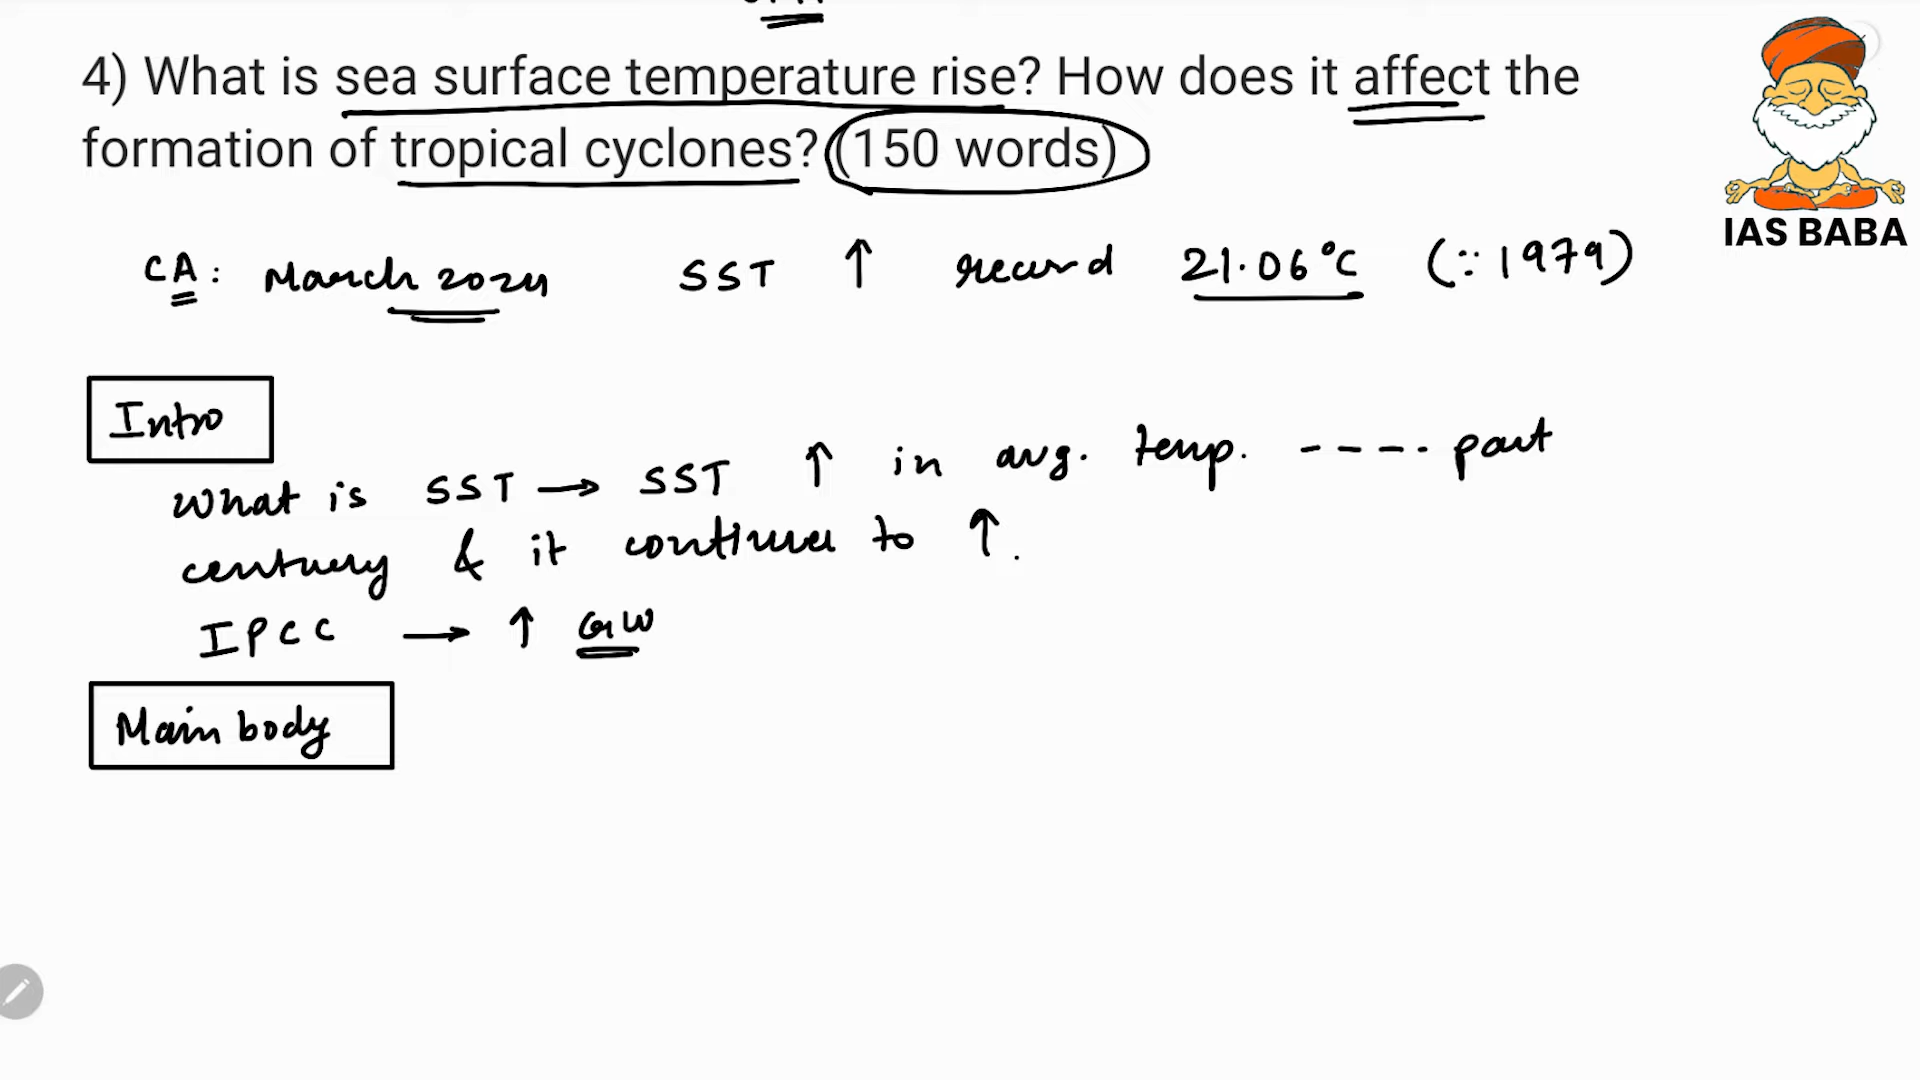 4) What is sea surface temperature rise? How does it affect the
formation of tropical cyclones? (150 words)
IAS BABA
CA: March 2024 SST ↑ record 21.06°C (∵ 1979)
Intro
What is SST → SST ↑ in avg. temp. ----. past
century & it continues to ↑.
IPCC → ↑ GW
Main body